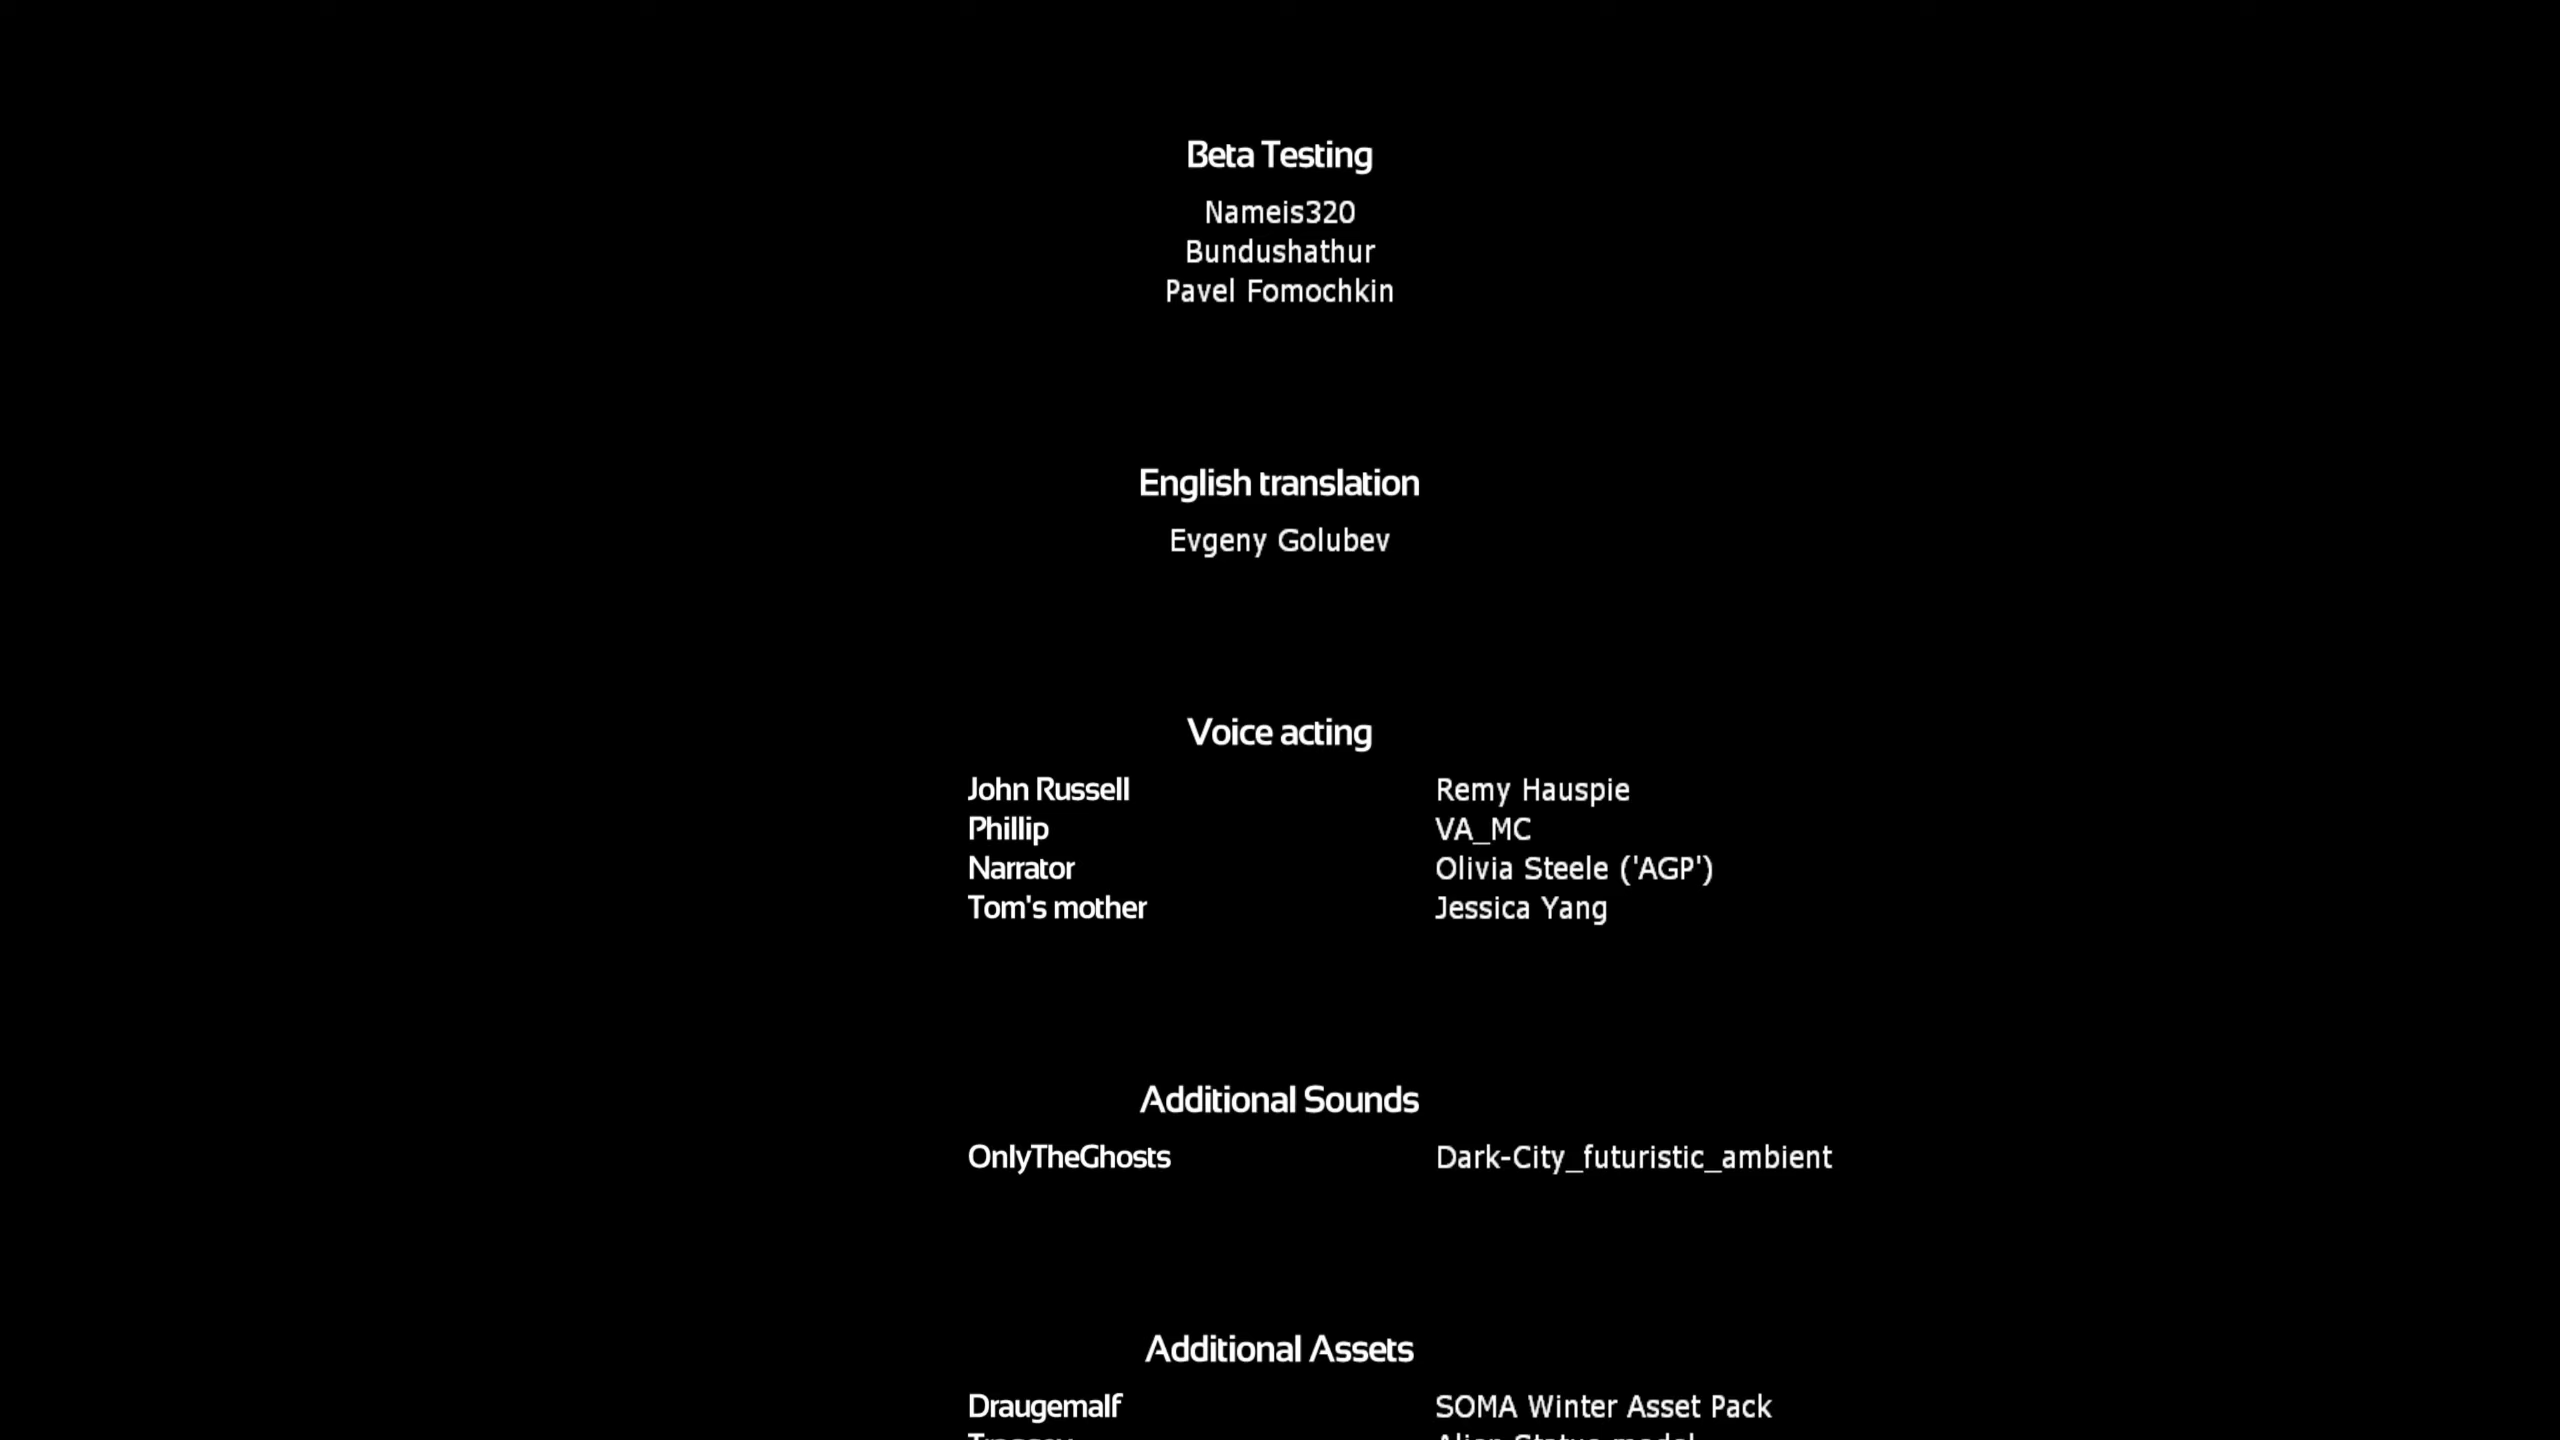 Beta Testing
Nameis320
Bundushathur
Pavel Fomochkin
English translation
Evgeny Golubev
Voice acting
John Russell Remy Hauspie
Phillip VA_MC
Narrator Olivia Steele ('AGP')
Tom's mother Jessica Yang
Additional Sounds
OnlyTheGhosts Dark-City_futuristic_ambient
Additional Assets
Draugemalf SOMA Winter Asset Pack